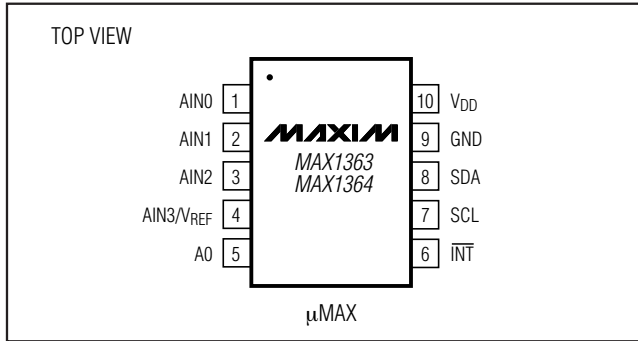 TOP VIEW
AIN0 1
AIN1 2
AIN2 3
AIN3/VREF 4
A0 5
MAXIM
MAX1363
MAX1364
10 VDD
9 GND
8 SDA
7 SCL
6 INT
µMAX